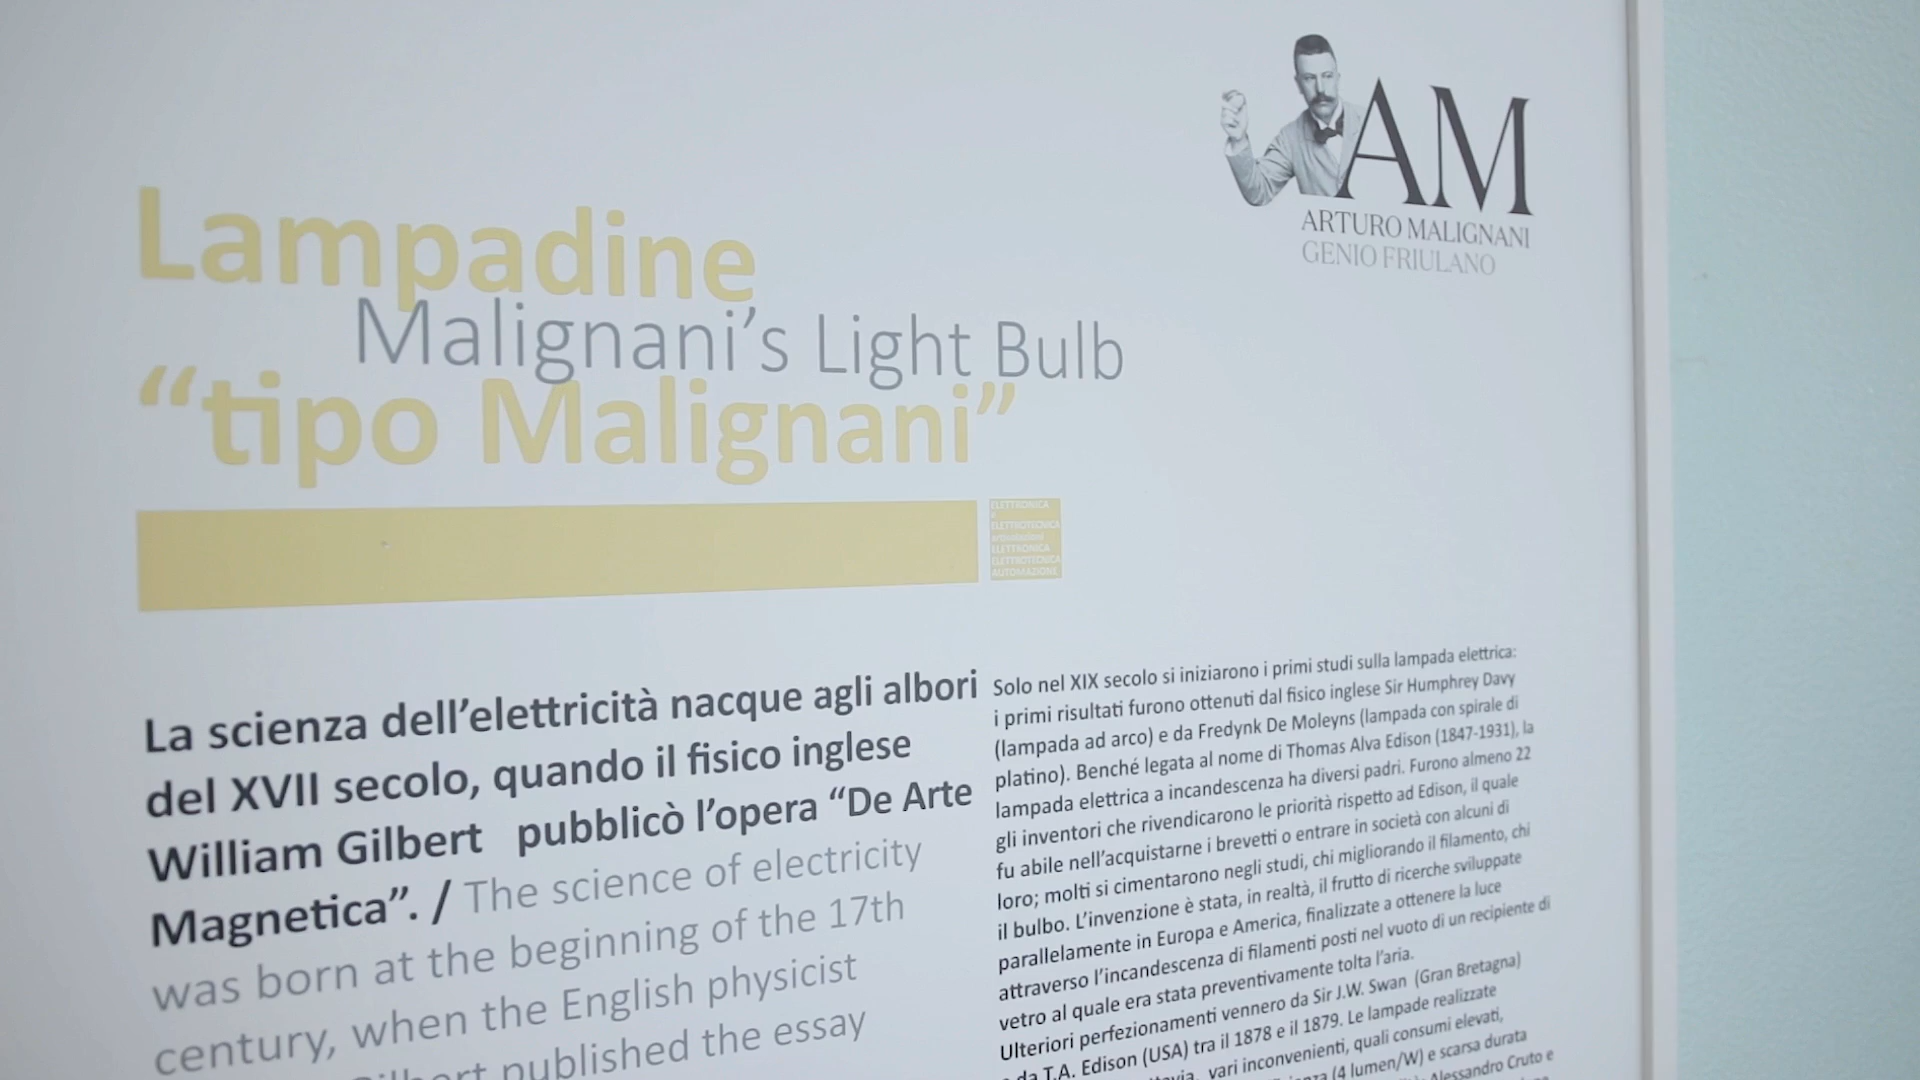 AM
ARTURO MALIGNANI
GENIO FRIULANO
Lampadine
Malignani's Light Bulb
“tipo Malignani”
ELETTRONICA
e
ELETTROTECNICA
articolazioni
ELETTRONICA
ELETTROTECNICA
AUTOMAZIONE
La scienza dell'elettricità nacque agli albori
del XVII secolo, quando il fisico inglese
William Gilbert pubblicò l'opera “De Arte
Magnetica”. / The science of electricity
was born at the beginning of the 17th
century, when the English physicist
published the essay
Solo nel XIX secolo si iniziarono i primi studi sulla lampada elettrica:
i primi risultati furono ottenuti dal fisico inglese Sir Humphrey Davy
(lampada ad arco) e da Fredynk De Moleyns (lampada con spirale di
platino). Benché legata al nome di Thomas Alva Edison (1847-1931), la
lampada elettrica a incandescenza ha diversi padri. Furono almeno 22
gli inventori che rivendicarono le priorità rispetto ad Edison, il quale
fu abile nell'acquistarne i brevetti o entrare in società con alcuni di
loro; molti si cimentarono negli studi, chi migliorando il filamento, chi
il bulbo. L'invenzione è stata, in realtà, il frutto di ricerche sviluppate
parallelamente in Europa e America, finalizzate a ottenere la luce
attraverso l'incandescenza di filamenti posti nel vuoto di un recipiente di
vetro al quale era stata preventivamente tolta l'aria.
Ulteriori perfezionamenti vennero da Sir J.W. Swan (Gran Bretagna)
da T.A. Edison (USA) tra il 1878 e il 1879. Le lampade realizzate
vari inconvenienti, quali consumi elevati,
(4 lumen/W) e scarsa durata
Alessandro Cruto e